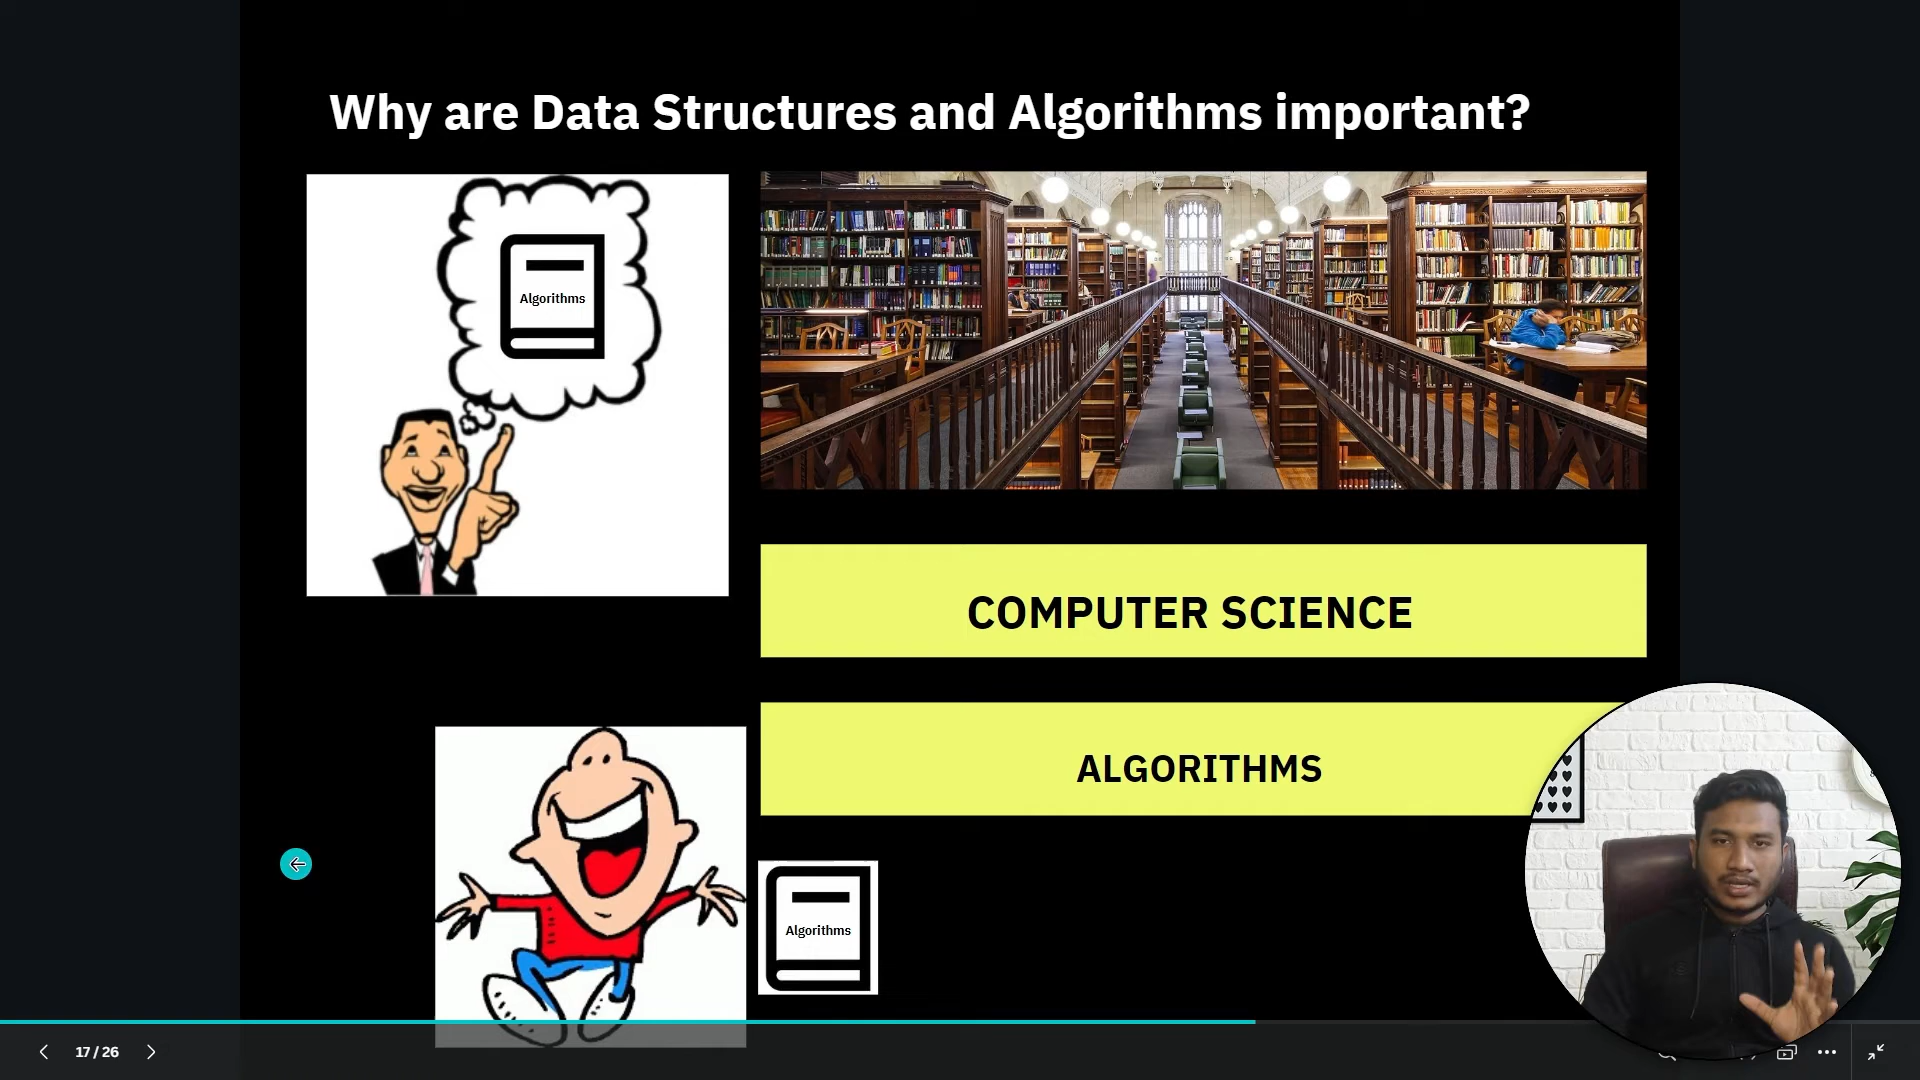 Why are Data Structures and Algorithms important?
Algorithms
COMPUTER SCIENCE
ALGORITHMS
Algorithms
17 / 26